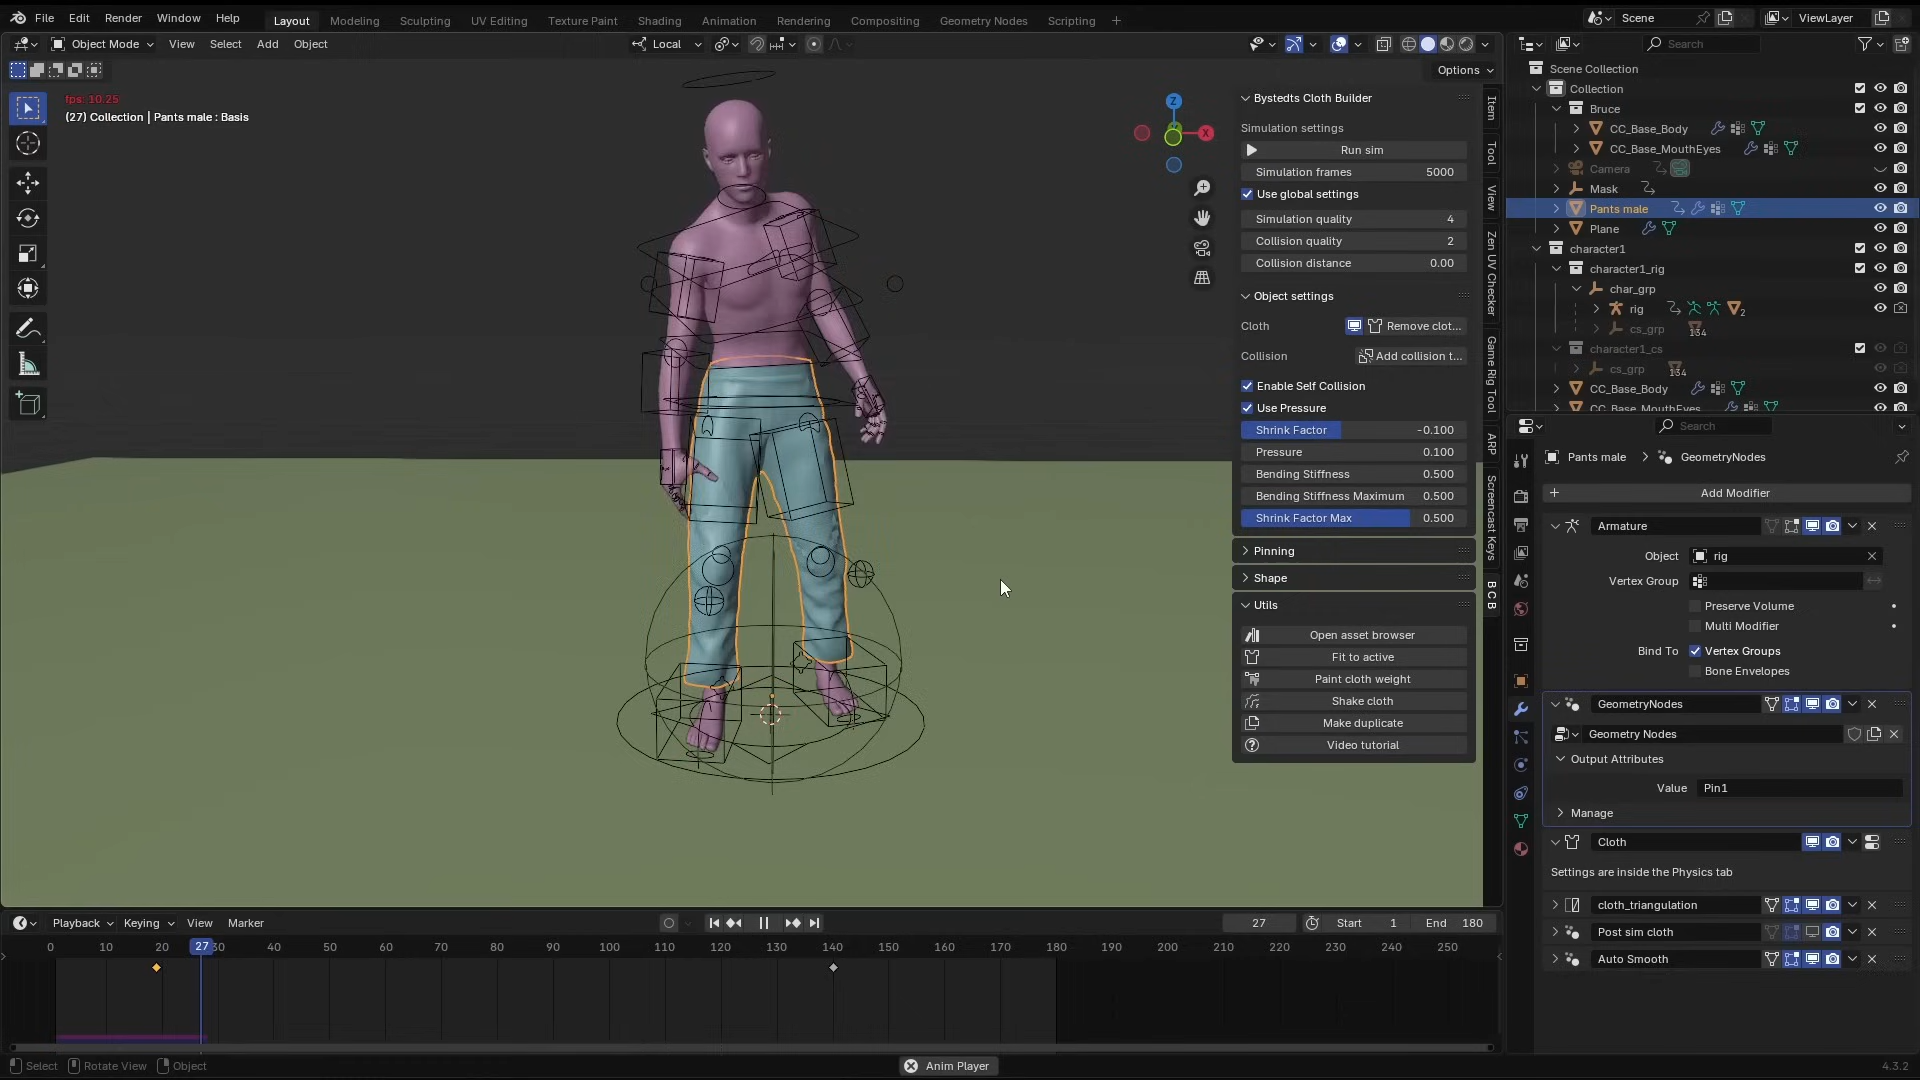 File Edit Render Window Help Layout Modeling Sculpting UV Editing Texture Paint Shading Animation Rendering Compositing Geometry Nodes Scripting + Scene ViewLayer
Object Mode View Select Add Object Local Search
Options
fps: 10.25
(27) Collection | Pants male : Basis
Z
X
Item
Tool
View
Zen UV Checker
Game Rig Tool
ARP
Screencast Keys
BCB
Bystedts Cloth Builder
Simulation settings
Run sim
Simulation frames 5000
Use global settings
Simulation quality 4
Collision quality 2
Collision distance 0.00
Object settings
Cloth Remove clot...
Collision Add collision t...
Enable Self Collision
Use Pressure
Shrink Factor -0.100
Pressure 0.100
Bending Stiffness 0.500
Bending Stiffness Maximum 0.500
Shrink Factor Max 0.500
Pinning
Shape
Utils
Open asset browser
Fit to active
Paint cloth weight
Shake cloth
Make duplicate
Video tutorial
Scene Collection
Collection
Bruce
CC_Base_Body
CC_Base_MouthEyes
Camera
Mask
Pants male
Plane
character1
character1_rig
char_grp
rig 2
cs_grp 134
character1_cs
cs_grp 134
CC_Base_Body
CC_Base_MouthEyes
Search
Pants male GeometryNodes
Add Modifier
Armature
Object rig
Vertex Group
Preserve Volume
Multi Modifier
Bind To Vertex Groups
Bone Envelopes
GeometryNodes
Geometry Nodes
Output Attributes
Value Pin1
Manage
Cloth
Settings are inside the Physics tab
cloth_triangulation
Post sim cloth
Auto Smooth
Playback Keying View Marker 27 Start 1 End 180
0 10 20 27 30 40 50 60 70 80 90 100 110 120 130 140 150 160 170 180 190 200 210 220 230 240 250
Select Rotate View Object Anim Player 4.3.2